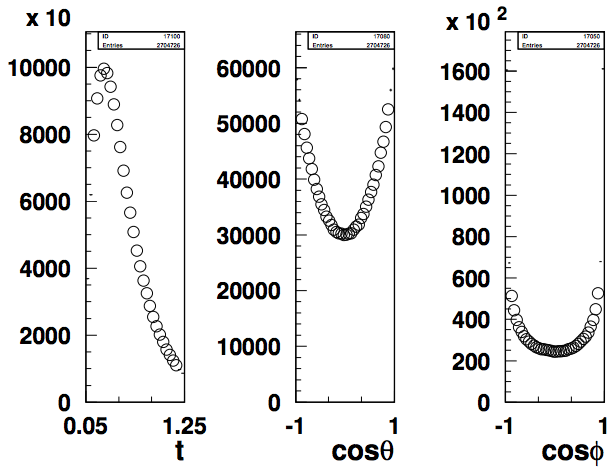 x 10
ID 17100
Entries 2704726
10000
8000
6000
4000
2000
0
0.05 1.25
t
ID 17080
Entries 2704726
60000
50000
40000
30000
20000
10000
0
-1 1
cosθ
x 10 2
ID 17050
Entries 2704726
1600
1400
1200
1000
800
600
400
200
0
-1 1
cosϕ